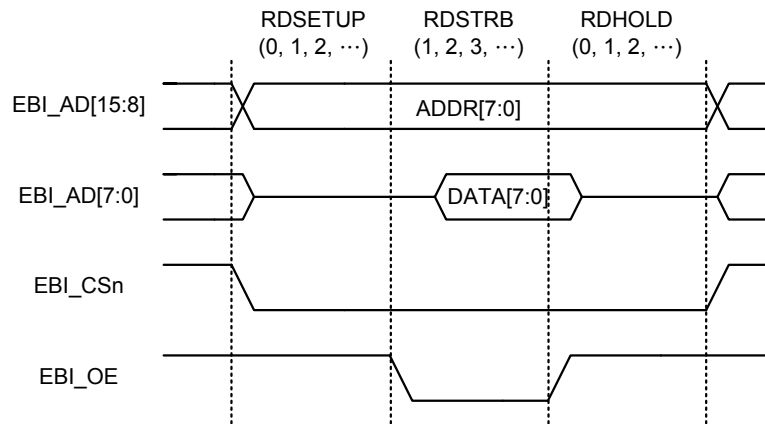 RDSETUP
(0, 1, 2, ⋯)
RDSTRB
(1, 2, 3, ⋯)
RDHOLD
(0, 1, 2, ⋯)
EBI_AD[15:8]
ADDR[7:0]
EBI_AD[7:0]
DATA[7:0]
EBI_CSn
EBI_OE